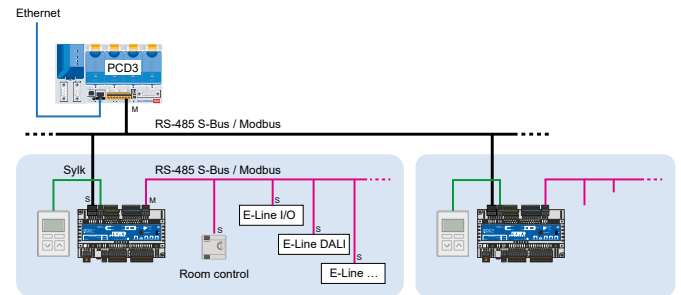 Ethernet
PCD3
M
RS-485 S-Bus / Modbus
Sylk
RS-485 S-Bus / Modbus
S
M
S
E-Line I/O
S
S
E-Line DALI
S
E-Line …
Room control